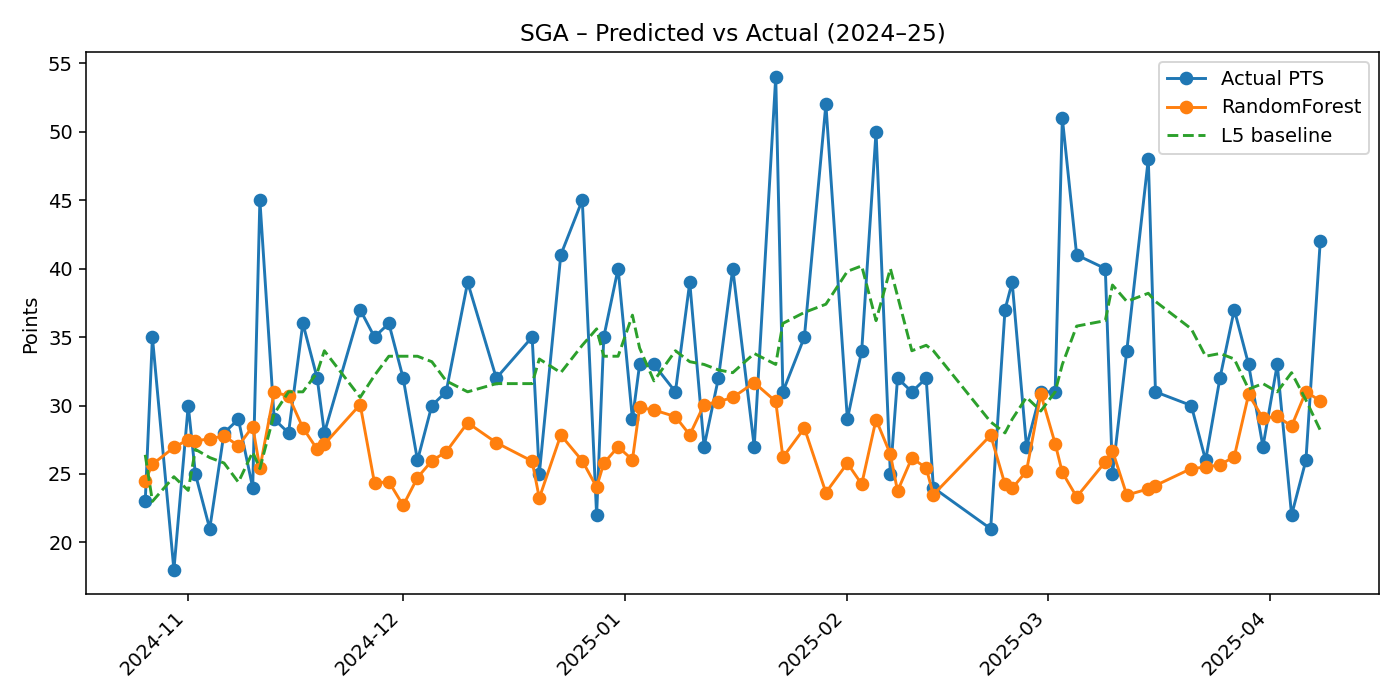 SGA – Predicted vs Actual (2024–25)
55
50
45
40
35
30
25
20
Points
Actual PTS
RandomForest
L5 baseline
2024-11
2024-12
2025-01
2025-02
2025-03
2025-04